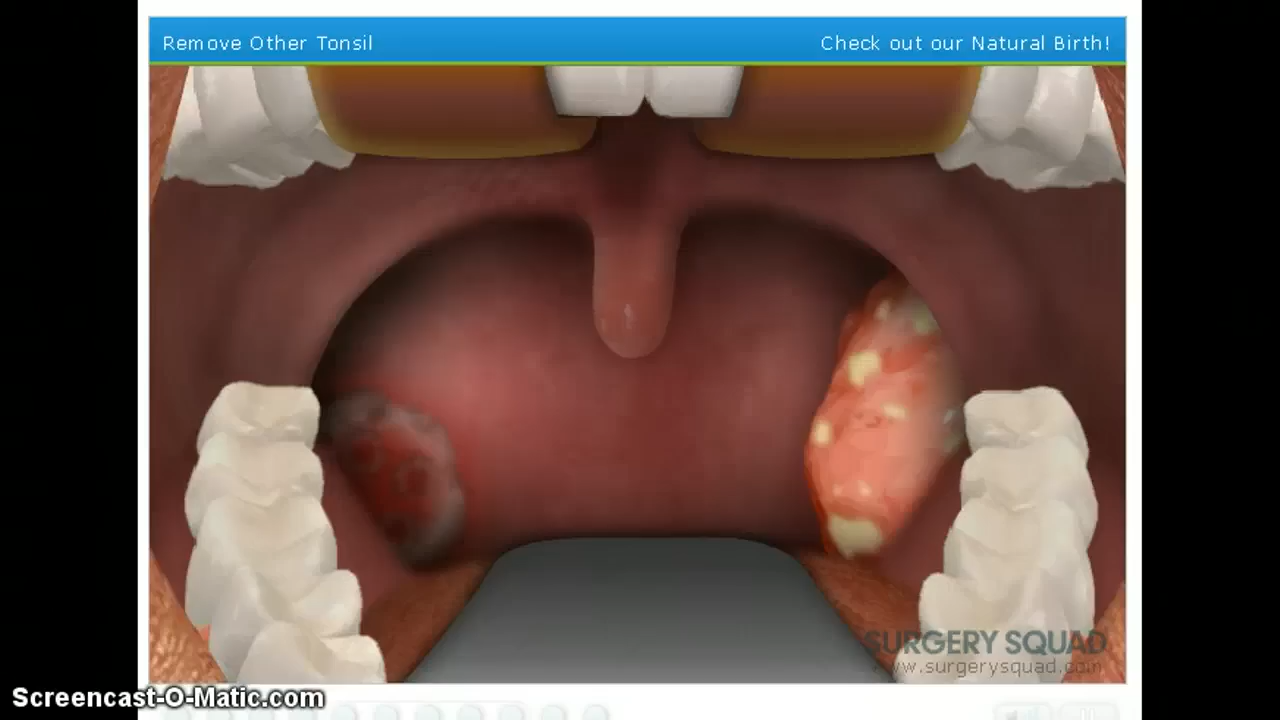 Remove Other Tonsil
Check out our Natural Birth!
SURGERY SQUAD
www.surgerysquad.com
Screencast-O-Matic.com